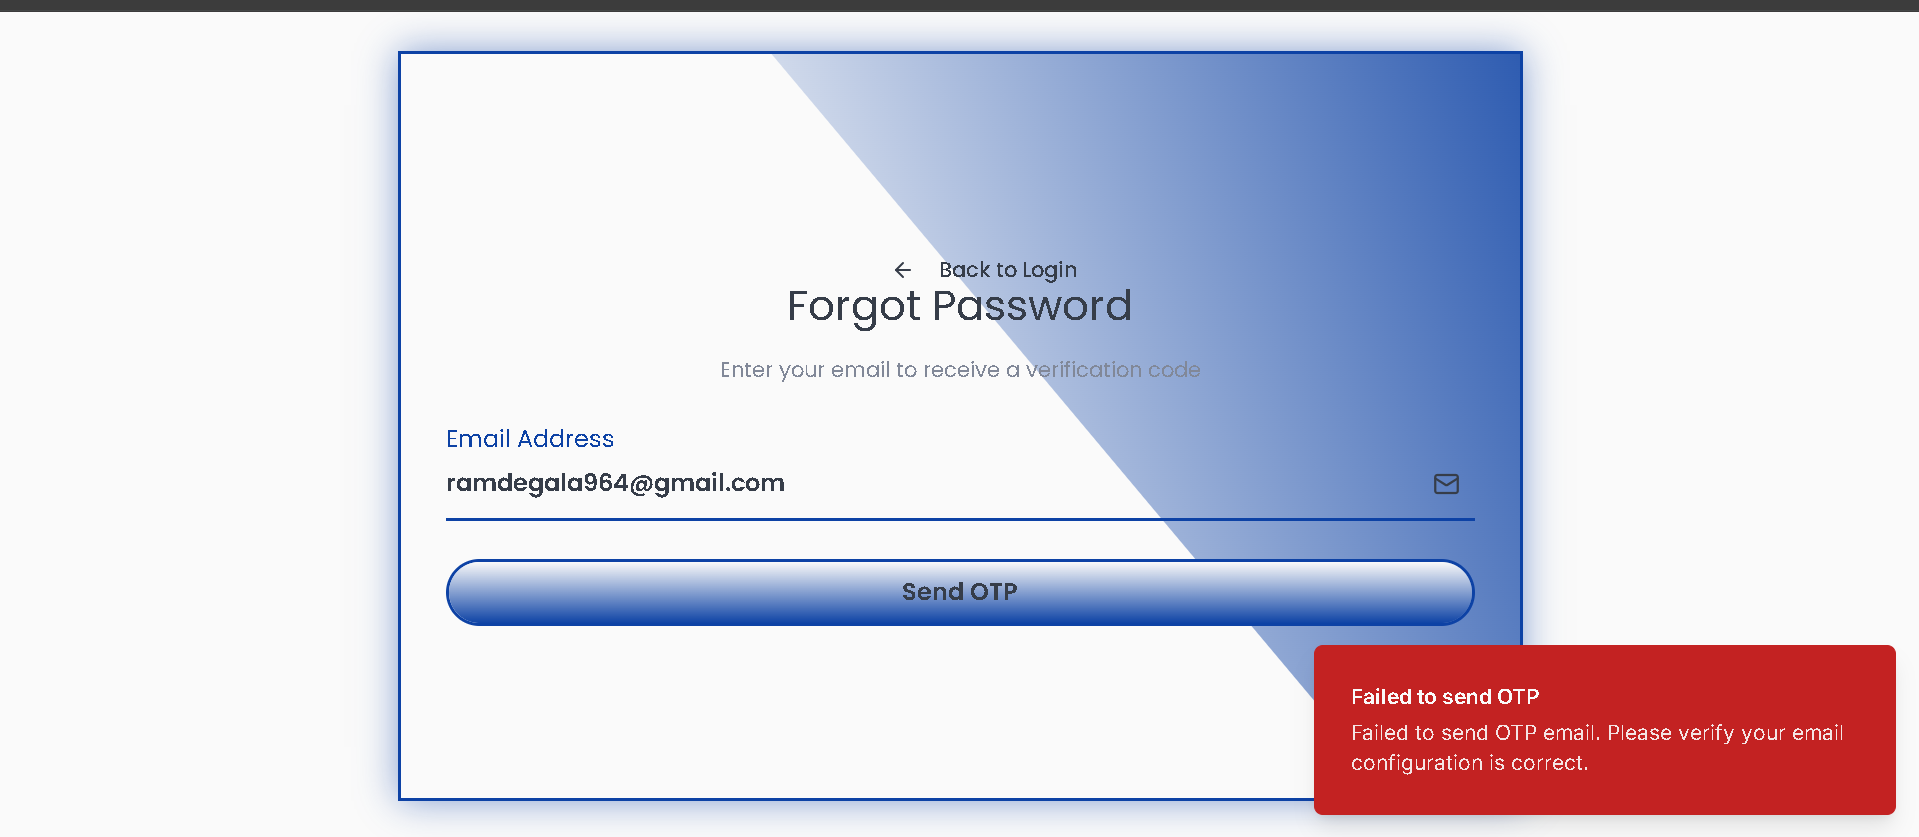 Back to Login
Forgot Password
Enter your email to receive a verification code
Email Address
ramdegala964@gmail.com
Send OTP
Failed to send OTP
Failed to send OTP email. Please verify your email
configuration is correct.